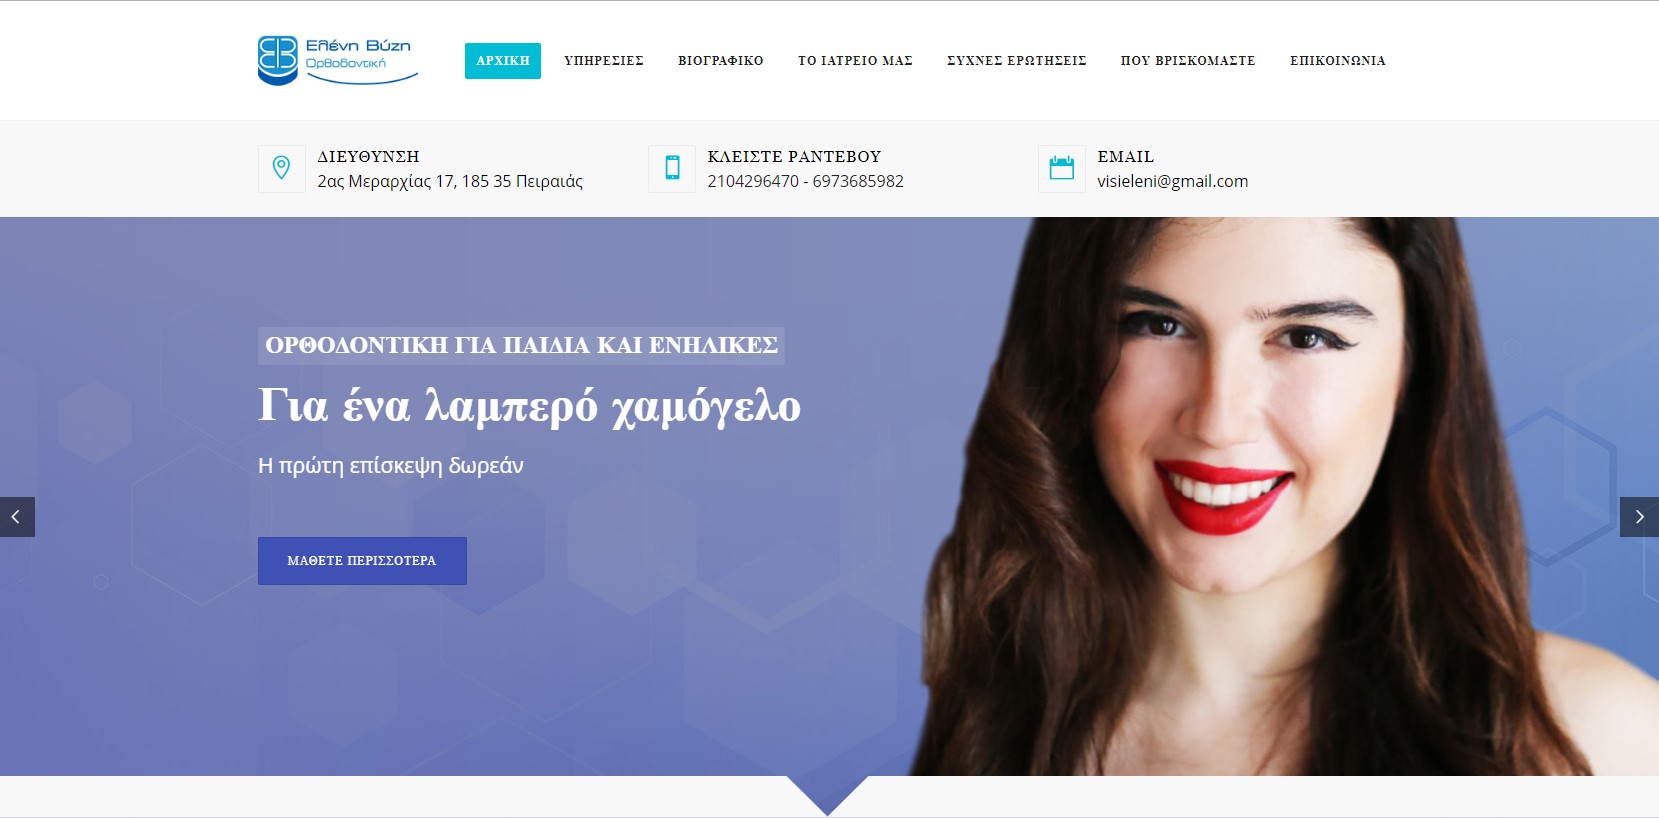 Ελένη Βύζη
Ορθοδοντική
ΑΡΧΙΚΗ ΥΠΗΡΕΣΙΕΣ ΒΙΟΓΡΑΦΙΚΟ ΤΟ ΙΑΤΡΕΙΟ ΜΑΣ ΣΥΧΝΕΣ ΕΡΩΤΗΣΕΙΣ ΠΟΥ ΒΡΙΣΚΟΜΑΣΤΕ ΕΠΙΚΟΙΝΩΝΙΑ
ΔΙΕΥΘΥΝΣΗ
2ας Μεραρχίας 17, 185 35 Πειραιάς
ΚΛΕΙΣΤΕ ΡΑΝΤΕΒΟΥ
2104296470 - 6973685982
EMAIL
visieleni@gmail.com
ΟΡΘΟΔΟΝΤΙΚΗ ΓΙΑ ΠΑΙΔΙΑ ΚΑΙ ΕΝΗΛΙΚΕΣ
Για ένα λαμπερό χαμόγελο
Η πρώτη επίσκεψη δωρεάν
ΜΑΘΕΤΕ ΠΕΡΙΣΣΟΤΕΡΑ